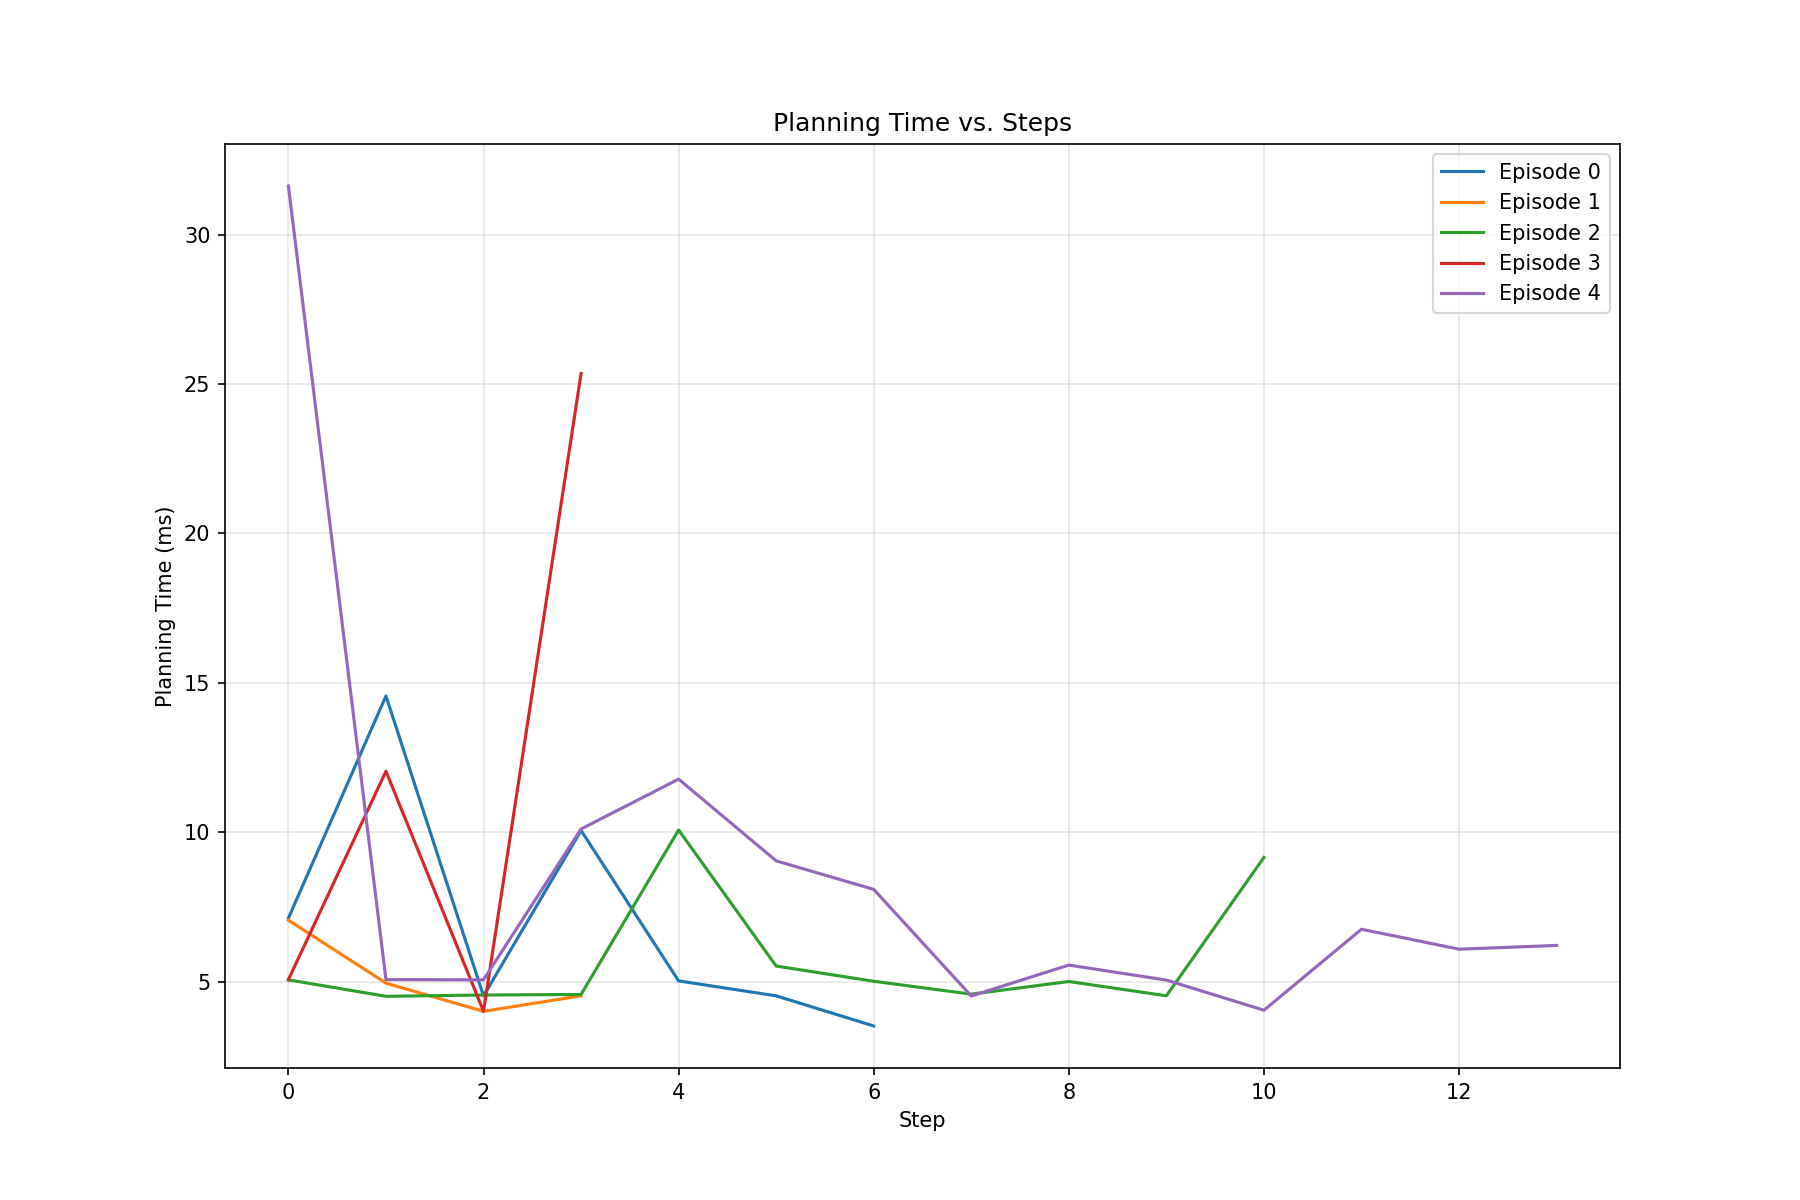 Planning Time vs. Steps
Episode 0
Episode 1
Episode 2
Episode 3
Episode 4
Planning Time (ms)
30
25
20
15
10
5
0 2 4 6 8 10 12
Step